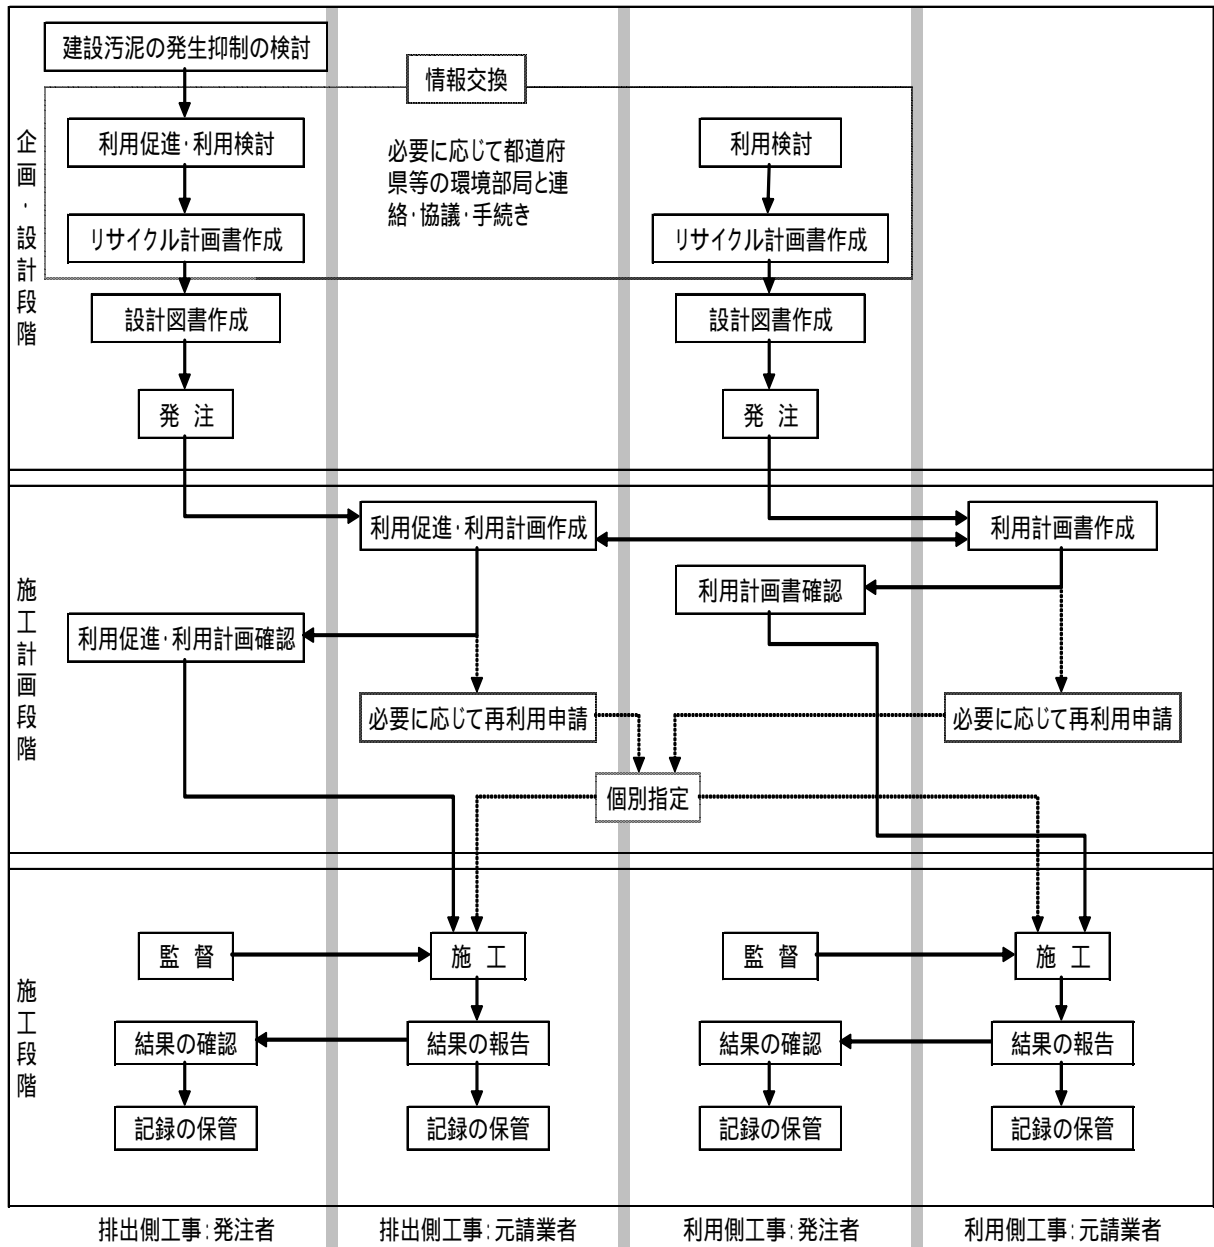 建設汚泥の発生抑制の検討
情報交換
企画・設計段階
利用促進・利用検討
必要に応じて都道府
県等の環境部局と連
絡・協議・手続き
利用検討
リサイクル計画書作成
リサイクル計画書作成
設計図書作成
設計図書作成
発 注
発 注
施工計画段階
利用促進・利用計画作成
利用計画書作成
利用計画書確認
利用促進・利用計画確認
必要に応じて再利用申請
必要に応じて再利用申請
個別指定
施工段階
監 督
施 工
監 督
施 工
結果の確認
結果の報告
結果の確認
結果の報告
記録の保管
記録の保管
記録の保管
記録の保管
排出側工事:発注者
排出側工事:元請業者
利用側工事:発注者
利用側工事:元請業者